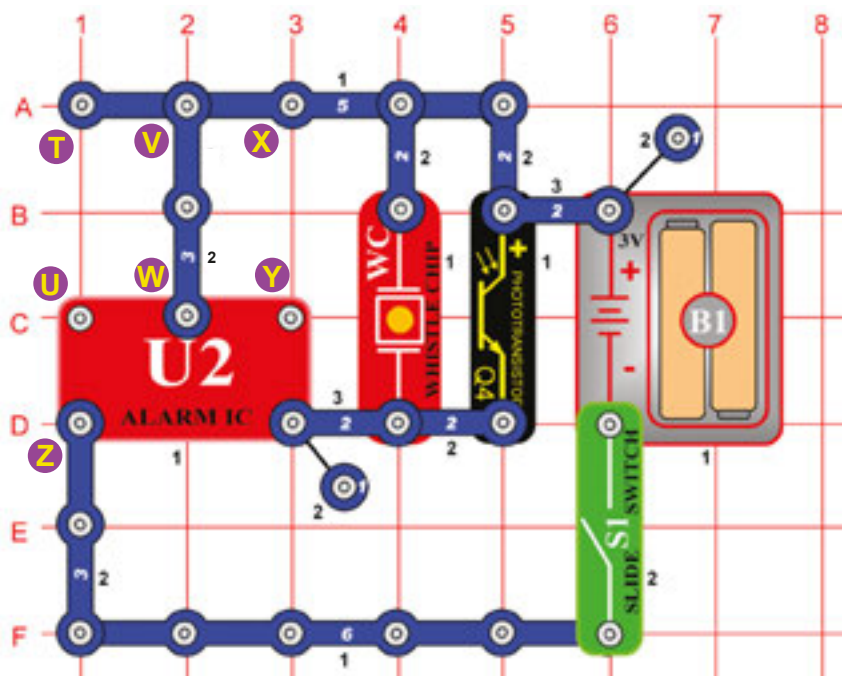 1 2 3 4 5 6 7 8
A
1
5
T V X
2 2
2 2
2 1
B
3
2
3V
+
WC
WHISTLE CHIP
1
+
PHOTOTRANSISTOR
Q4
1
3 2
U W Y
C
U2
ALARM IC
B1
-
D
3
2
2
2
Z
1
1
2 1
E
3 2
S1
SLIDE SWITCH
2
F
6
1